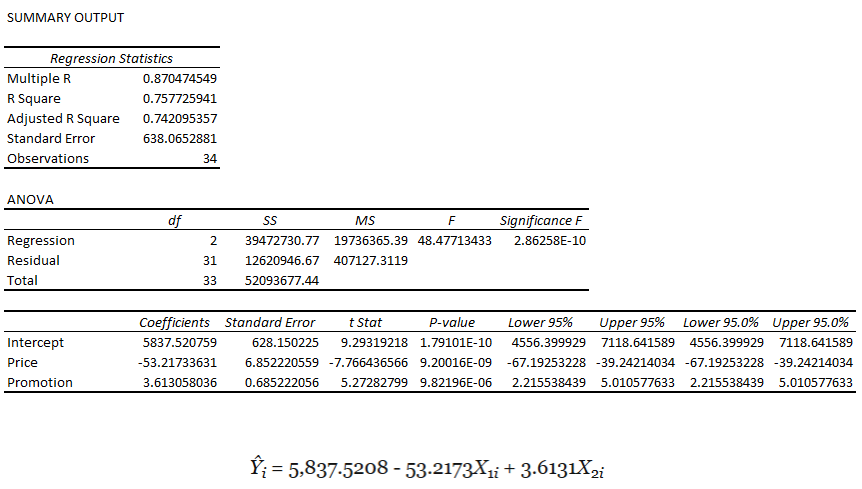 SUMMARY OUTPUT
Regression Statistics
Multiple R 0.870474549
R Square 0.757725941
Adjusted R Square 0.742095357
Standard Error 638.0652881
Observations 34
ANOVA
df SS MS F Significance F
Regression 2 39472730.77 19736365.39 48.47713433 2.86258E-10
Residual 31 12620946.67 407127.3119
Total 33 52093677.44
Coefficients Standard Error t Stat P-value Lower 95% Upper 95% Lower 95.0% Upper 95.0%
Intercept 5837.520759 628.150225 9.29319218 1.79101E-10 4556.399929 7118.641589 4556.399929 7118.641589
Price -53.21733631 6.852220559 -7.766436566 9.20016E-09 -67.19253228 -39.24214034 -67.19253228 -39.24214034
Promotion 3.613058036 0.685222056 5.27282799 9.82196E-06 2.215538439 5.010577633 2.215538439 5.010577633
Ŷᵢ = 5,837.5208 - 53.2173X₁ᵢ + 3.6131X₂ᵢ